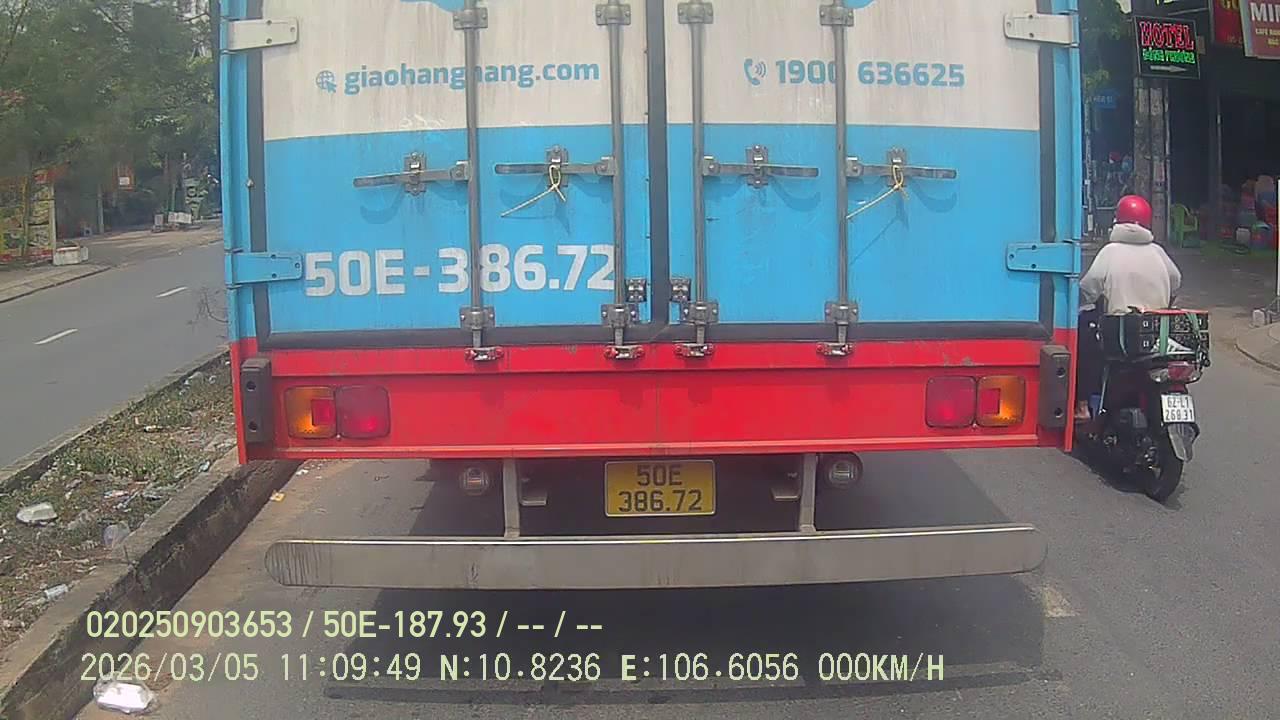 giaohangnang.com
1900 636625
50E-386.72
50E
386.72
HOTEL
62-L1
268.31
020250903653 / 50E-187.93 / -- / --
2026/03/05 11:09:49 N:10.8236 E:106.6056 000KM/H